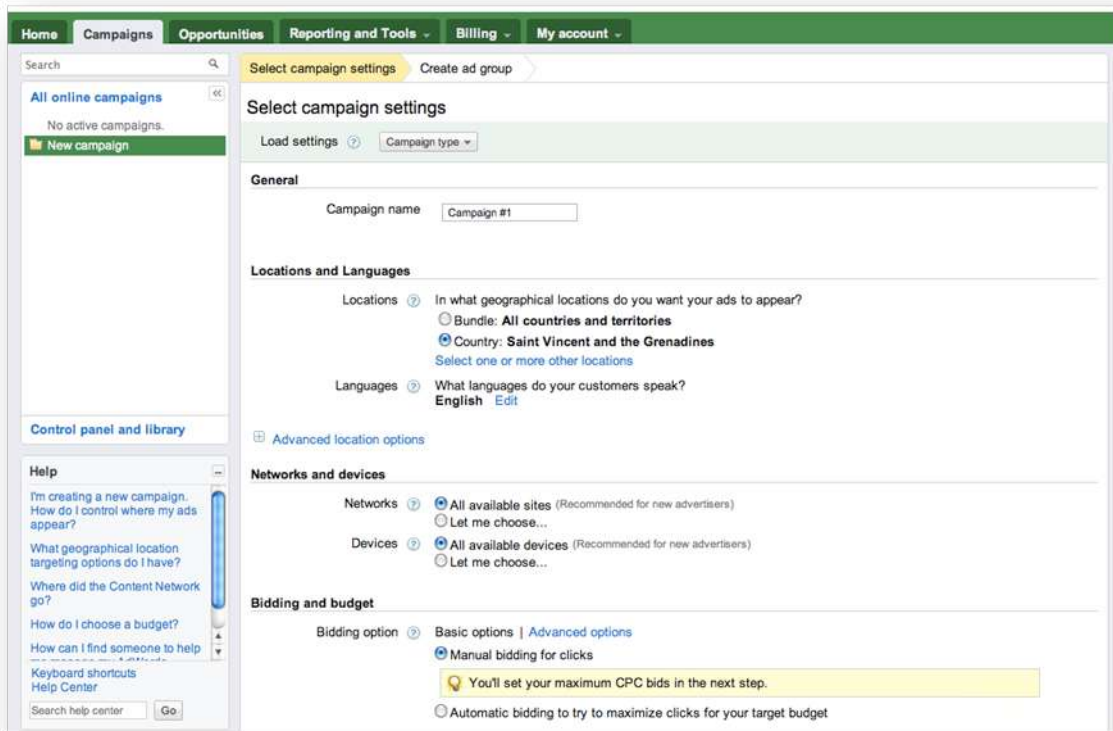 Home Campaigns Opportunities Reporting and Tools Billing My account
Search
All online campaigns
No active campaigns.
New campaign
Control panel and library
Help
I'm creating a new campaign.
How do I control where my ads
appear?
What geographical location
targeting options do I have?
Where did the Content Network
go?
How do I choose a budget?
How can I find someone to help
Keyboard shortcuts
Help Center
Search help center Go
Select campaign settings Create ad group
Select campaign settings
Load settings ? Campaign type
General
Campaign name Campaign #1
Locations and Languages
Locations ? In what geographical locations do you want your ads to appear?
Bundle: All countries and territories
Country: Saint Vincent and the Grenadines
Select one or more other locations
Languages ? What languages do your customers speak?
English Edit
Advanced location options
Networks and devices
Networks ? All available sites (Recommended for new advertisers)
Let me choose...
Devices ? All available devices (Recommended for new advertisers)
Let me choose...
Bidding and budget
Bidding option ? Basic options | Advanced options
Manual bidding for clicks
You'll set your maximum CPC bids in the next step.
Automatic bidding to try to maximize clicks for your target budget